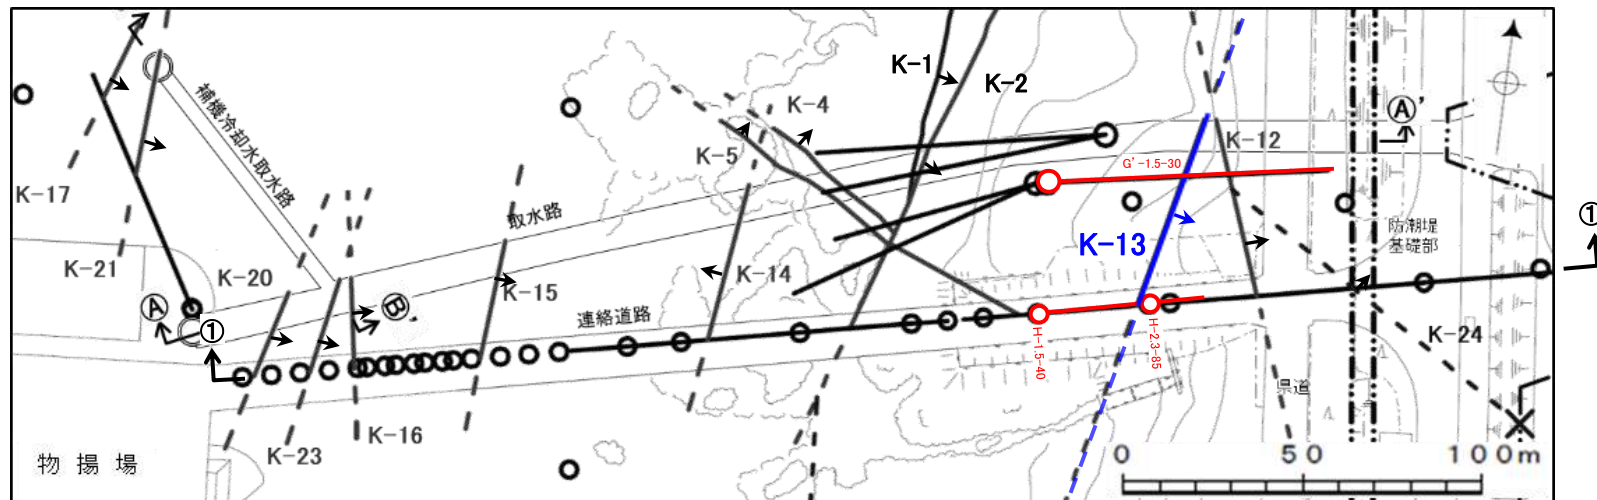 K-1
K-2
K-4
K-5
K-12
G'-1.5-30
Ⓐ'
補機冷却水取水路
K-17
K-21
K-20
取水路
K-14
K-15
K-13
防潮堤
基礎部
①
Ⓐ
①
Ⓑ'
連絡道路
H-1.5-40
H-2.3-85
K-24
県道
K-16
K-23
物揚場
0 50 100m